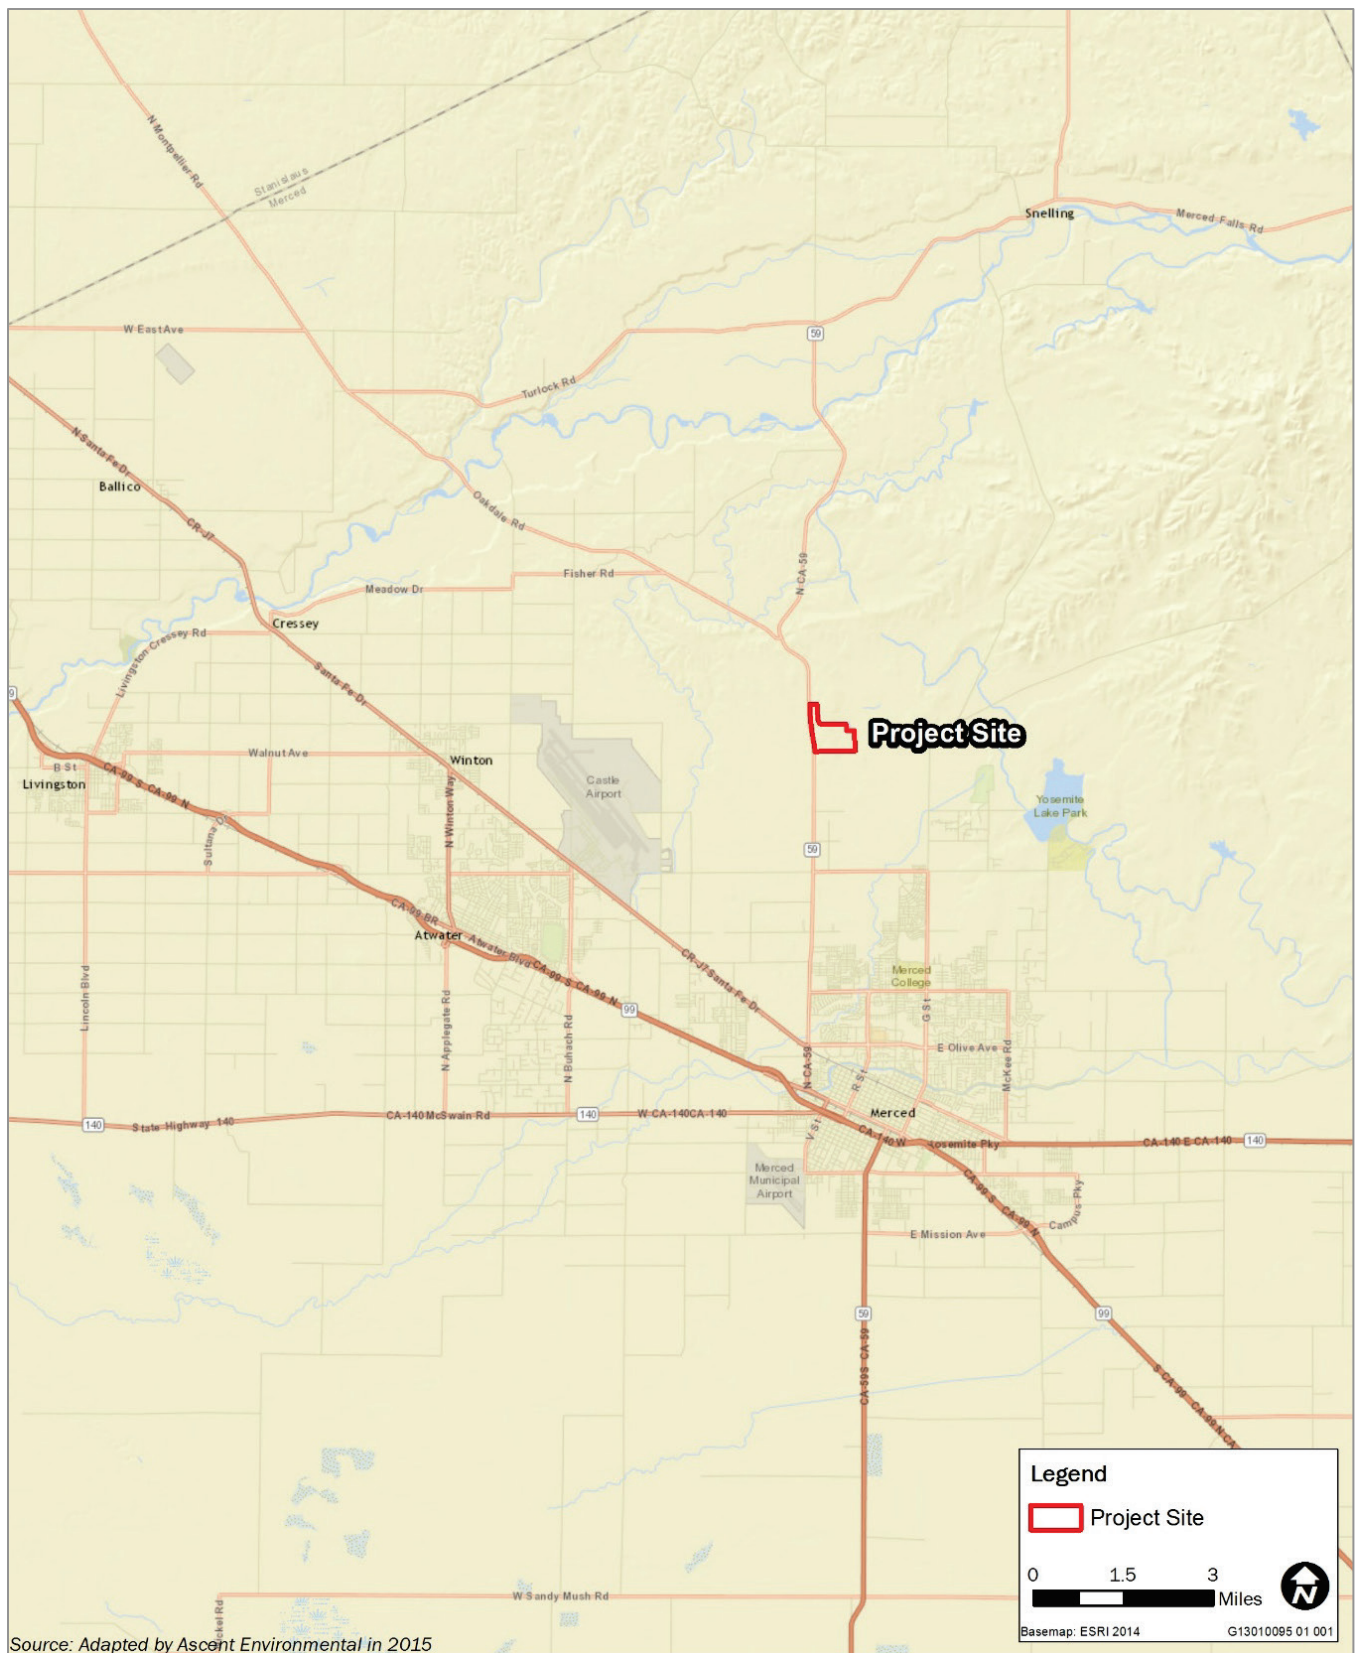 N Montpellier Rd
Stanislaus
Merced
Snelling
Merced Falls Rd
W East Ave
59
Turlock Rd
N Santa Fe Dr
Ballico
CR-J7
Oakdale Rd
N CA-59
Fisher Rd
Meadow Dr
Cressey
Livingston Cressey Rd
Santa Fe Dr
Project Site
Walnut Ave
Winton
B St
Livingston
CA-99 S CA-99 N
Castle
Airport
Yosemite
Lake Park
N Winton Way
Sultana Dr
59
CA-99 BR
Atwater
Atwater Blvd
CA-99 S CA-99 N
CR-J7 Santa Fe Dr
Merced
College
G St
99
Lincoln Blvd
N Applegate Rd
N Buhach Rd
N CA-59
E Olive Ave
McKee Rd
R St
Merced
140
State Highway 140
CA-140 McSwain Rd
140
W CA-140CA-140
V St
CA-140 W
Yosemite Pky
CA-140 E CA-140
140
Merced
Municipal
Airport
CA-99 S CA-99 N
Campus Pky
E Mission Ave
59
99
CA-59S CA-59
S CA-99 CA-99 N CA
W Sandy Mush Rd
Legend
Project Site
0 1.5 3
Miles
N
Basemap: ESRI 2014 G13010095 01 001
Source: Adapted by Ascent Environmental in 2015